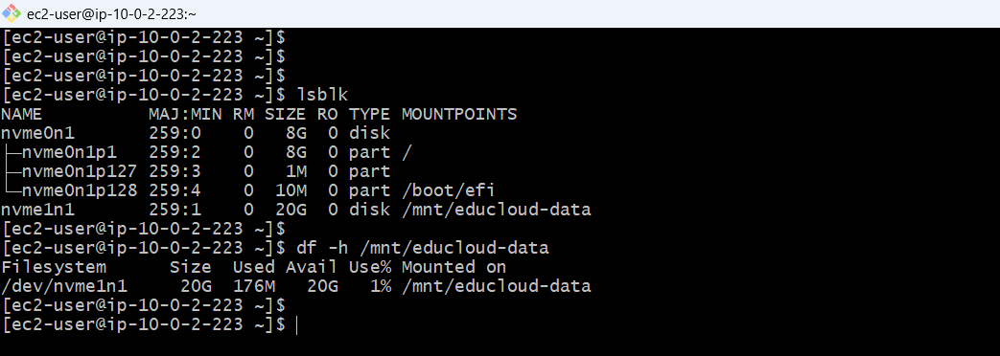 ec2-user@ip-10-0-2-223:~
[ec2-user@ip-10-0-2-223 ~]$
[ec2-user@ip-10-0-2-223 ~]$
[ec2-user@ip-10-0-2-223 ~]$
[ec2-user@ip-10-0-2-223 ~]$ lsblk
NAME          MAJ:MIN RM SIZE RO TYPE MOUNTPOINTS
nvme0n1       259:0    0   8G  0 disk
├─nvme0n1p1   259:2    0   8G  0 part /
├─nvme0n1p127 259:3    0   1M  0 part
└─nvme0n1p128 259:4    0  10M  0 part /boot/efi
nvme1n1       259:1    0  20G  0 disk /mnt/educloud-data
[ec2-user@ip-10-0-2-223 ~]$
[ec2-user@ip-10-0-2-223 ~]$ df -h /mnt/educloud-data
Filesystem      Size  Used Avail Use% Mounted on
/dev/nvme1n1     20G  176M   20G   1% /mnt/educloud-data
[ec2-user@ip-10-0-2-223 ~]$
[ec2-user@ip-10-0-2-223 ~]$